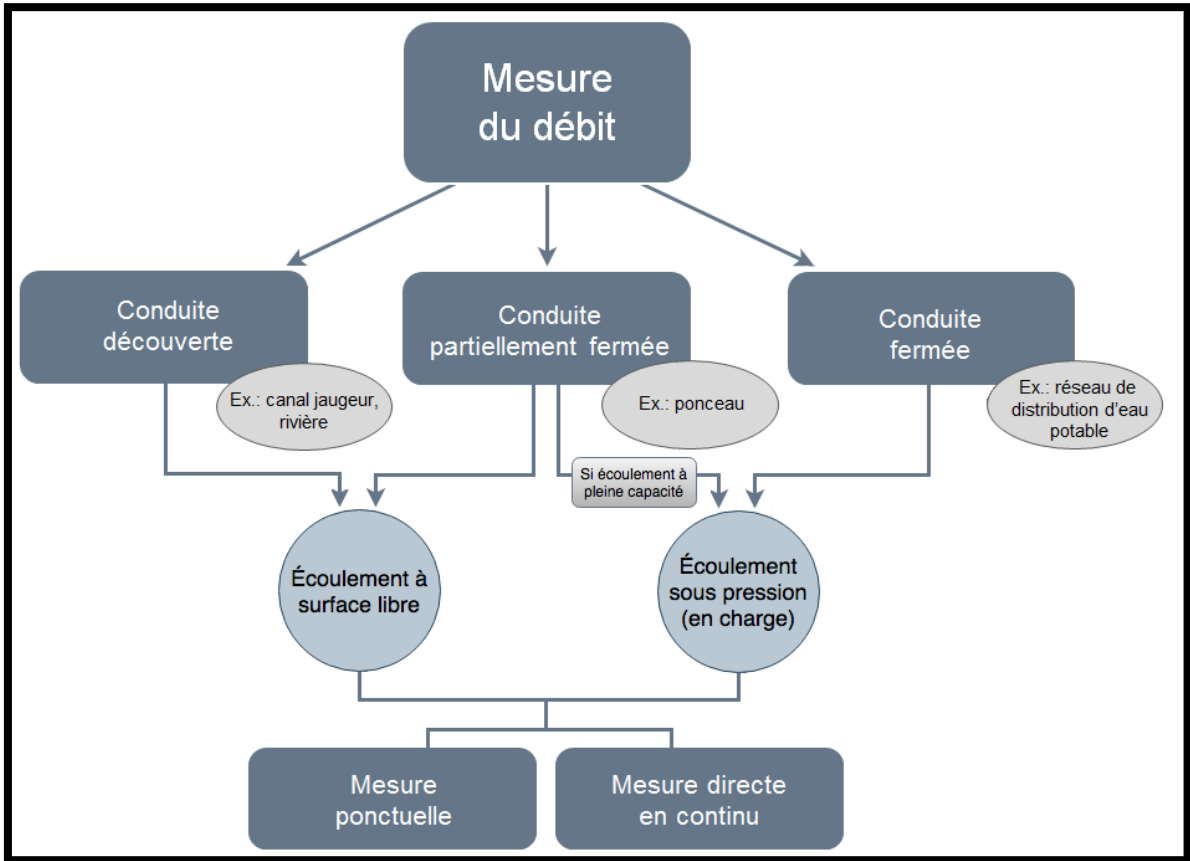 Mesure
du débit
Conduite
découverte
Ex.: canal jaugeur,
rivière
Conduite
partiellement fermée
Ex.: ponceau
Conduite
fermée
Ex.: réseau de
distribution d'eau
potable
Si écoulement à
pleine capacité
Écoulement à
surface libre
Écoulement
sous pression
(en charge)
Mesure
ponctuelle
Mesure directe
en continu